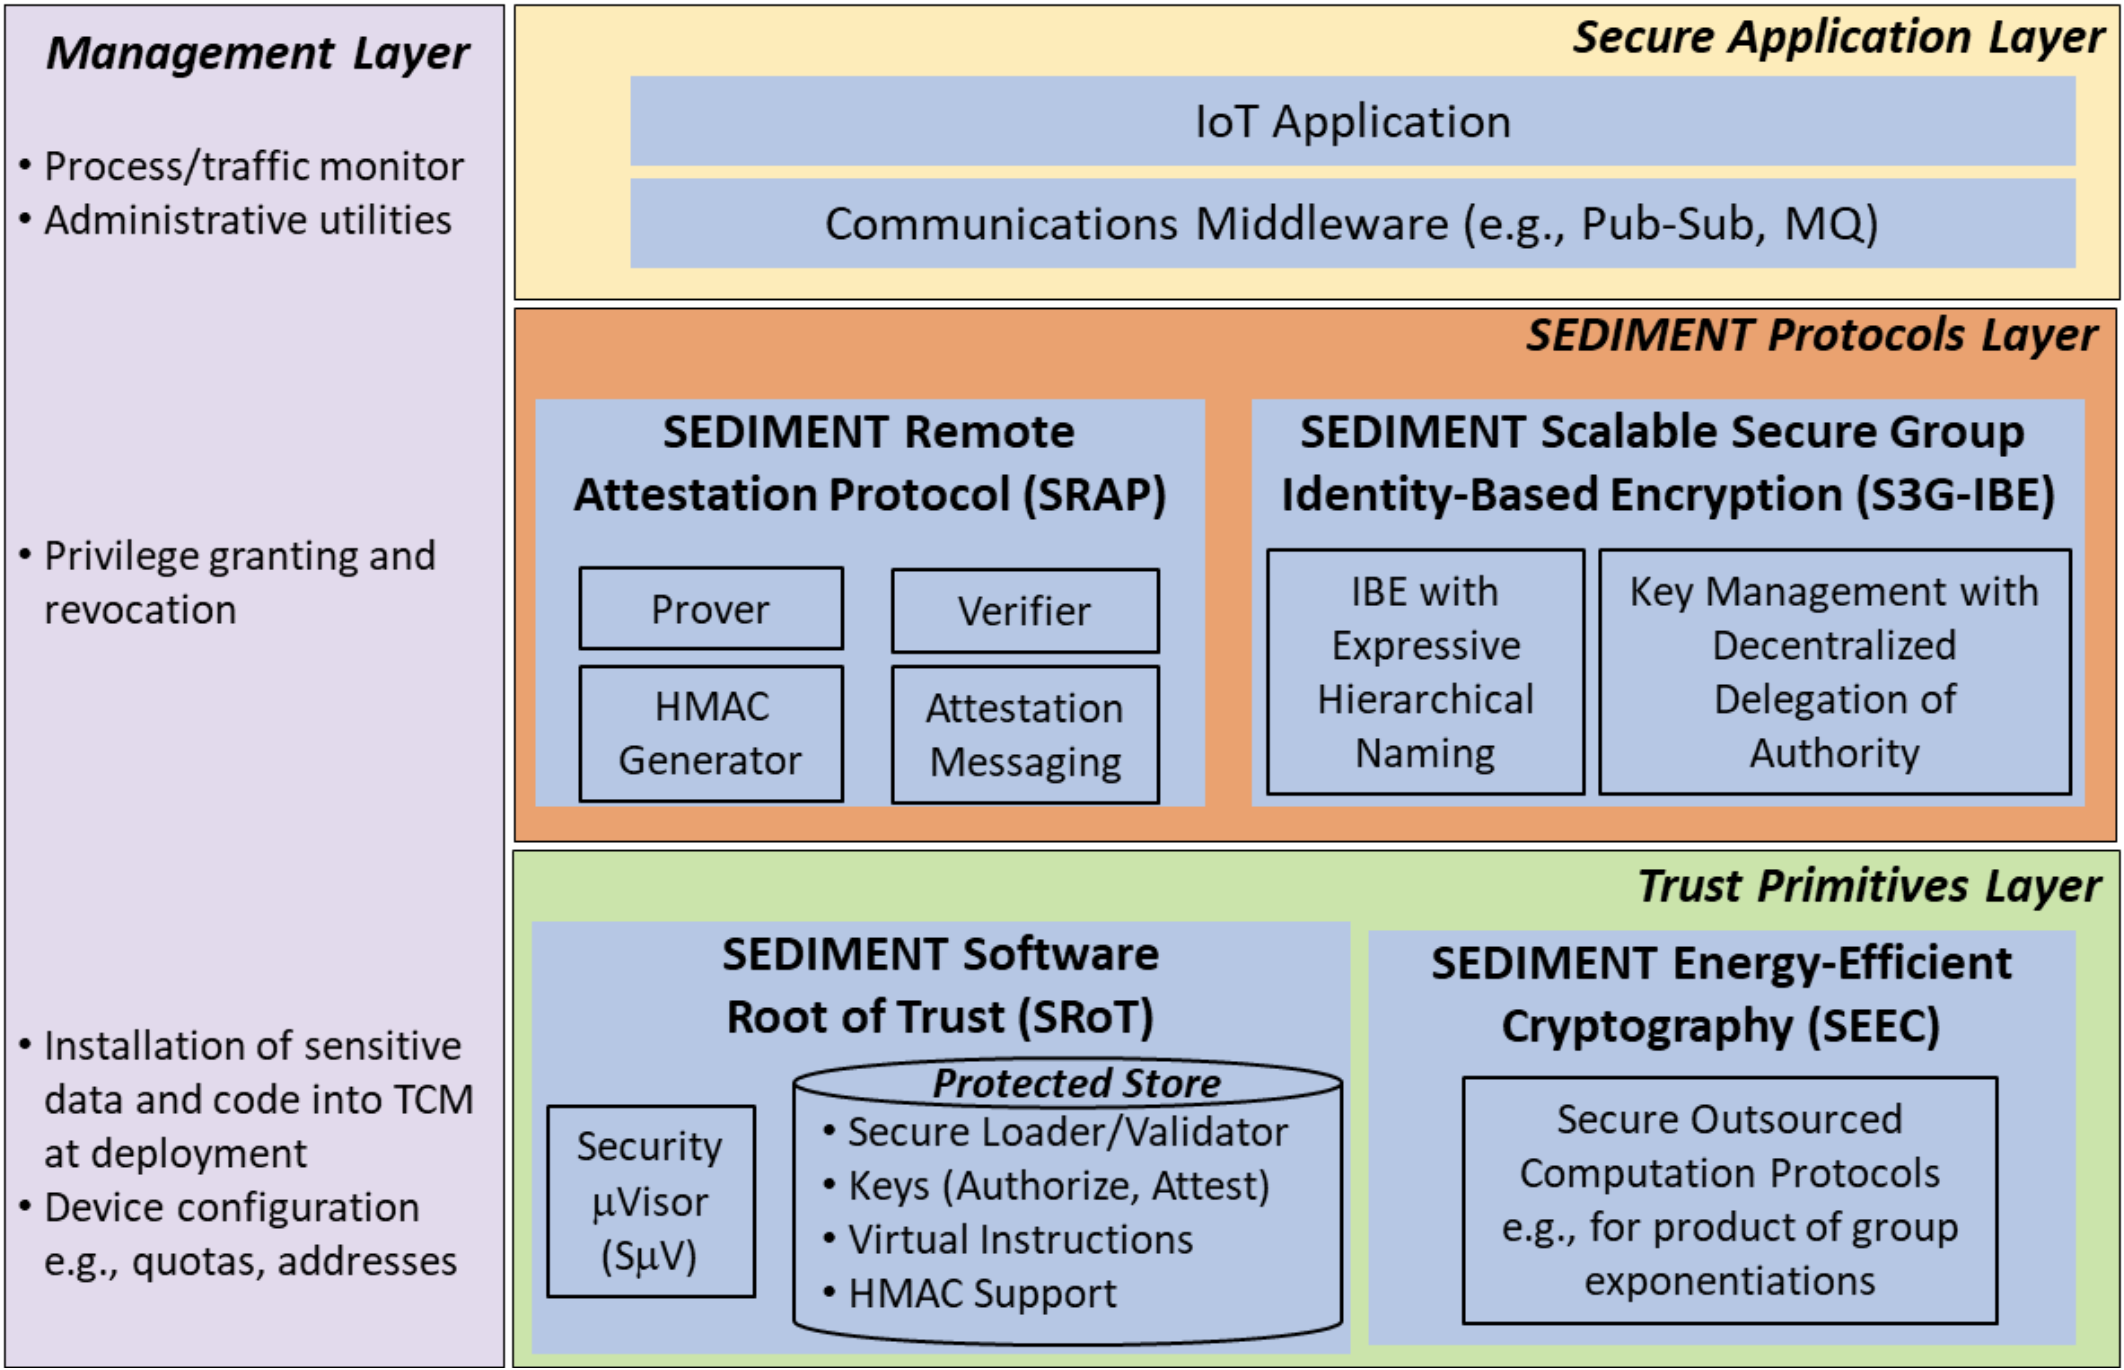 Management Layer
• Process/traffic monitor
• Administrative utilities
• Privilege granting and
revocation
• Installation of sensitive
data and code into TCM
at deployment
• Device configuration
e.g., quotas, addresses
Secure Application Layer
IoT Application
Communications Middleware (e.g., Pub-Sub, MQ)
SEDIMENT Protocols Layer
SEDIMENT Remote
Attestation Protocol (SRAP)
Prover
Verifier
HMAC
Generator
Attestation
Messaging
SEDIMENT Scalable Secure Group
Identity-Based Encryption (S3G-IBE)
IBE with
Expressive
Hierarchical
Naming
Key Management with
Decentralized
Delegation of
Authority
Trust Primitives Layer
SEDIMENT Software
Root of Trust (SRoT)
Security
μVisor
(SμV)
Protected Store
• Secure Loader/Validator
• Keys (Authorize, Attest)
• Virtual Instructions
• HMAC Support
SEDIMENT Energy-Efficient
Cryptography (SEEC)
Secure Outsourced
Computation Protocols
e.g., for product of group
exponentiations